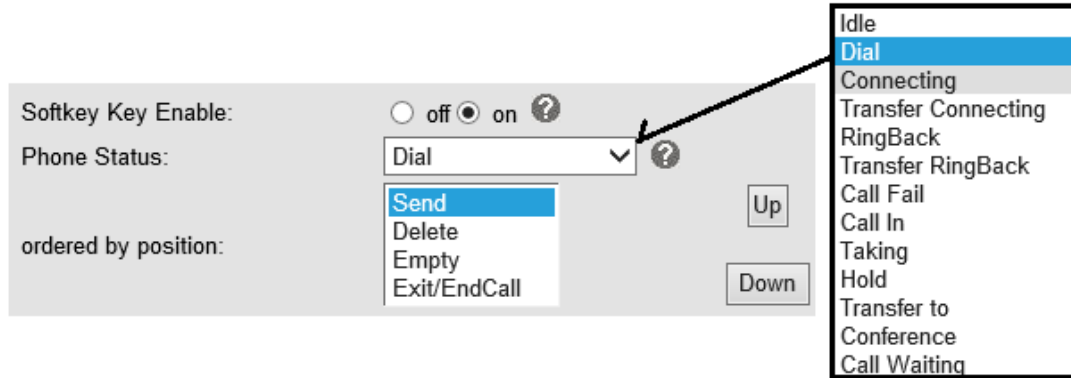 Softkey Key Enable: off on ?
Phone Status: Dial ?
ordered by position:
Send
Delete
Empty
Exit/EndCall
Up
Down
Idle
Dial
Connecting
Transfer Connecting
RingBack
Transfer RingBack
Call Fail
Call In
Taking
Hold
Transfer to
Conference
Call Waiting